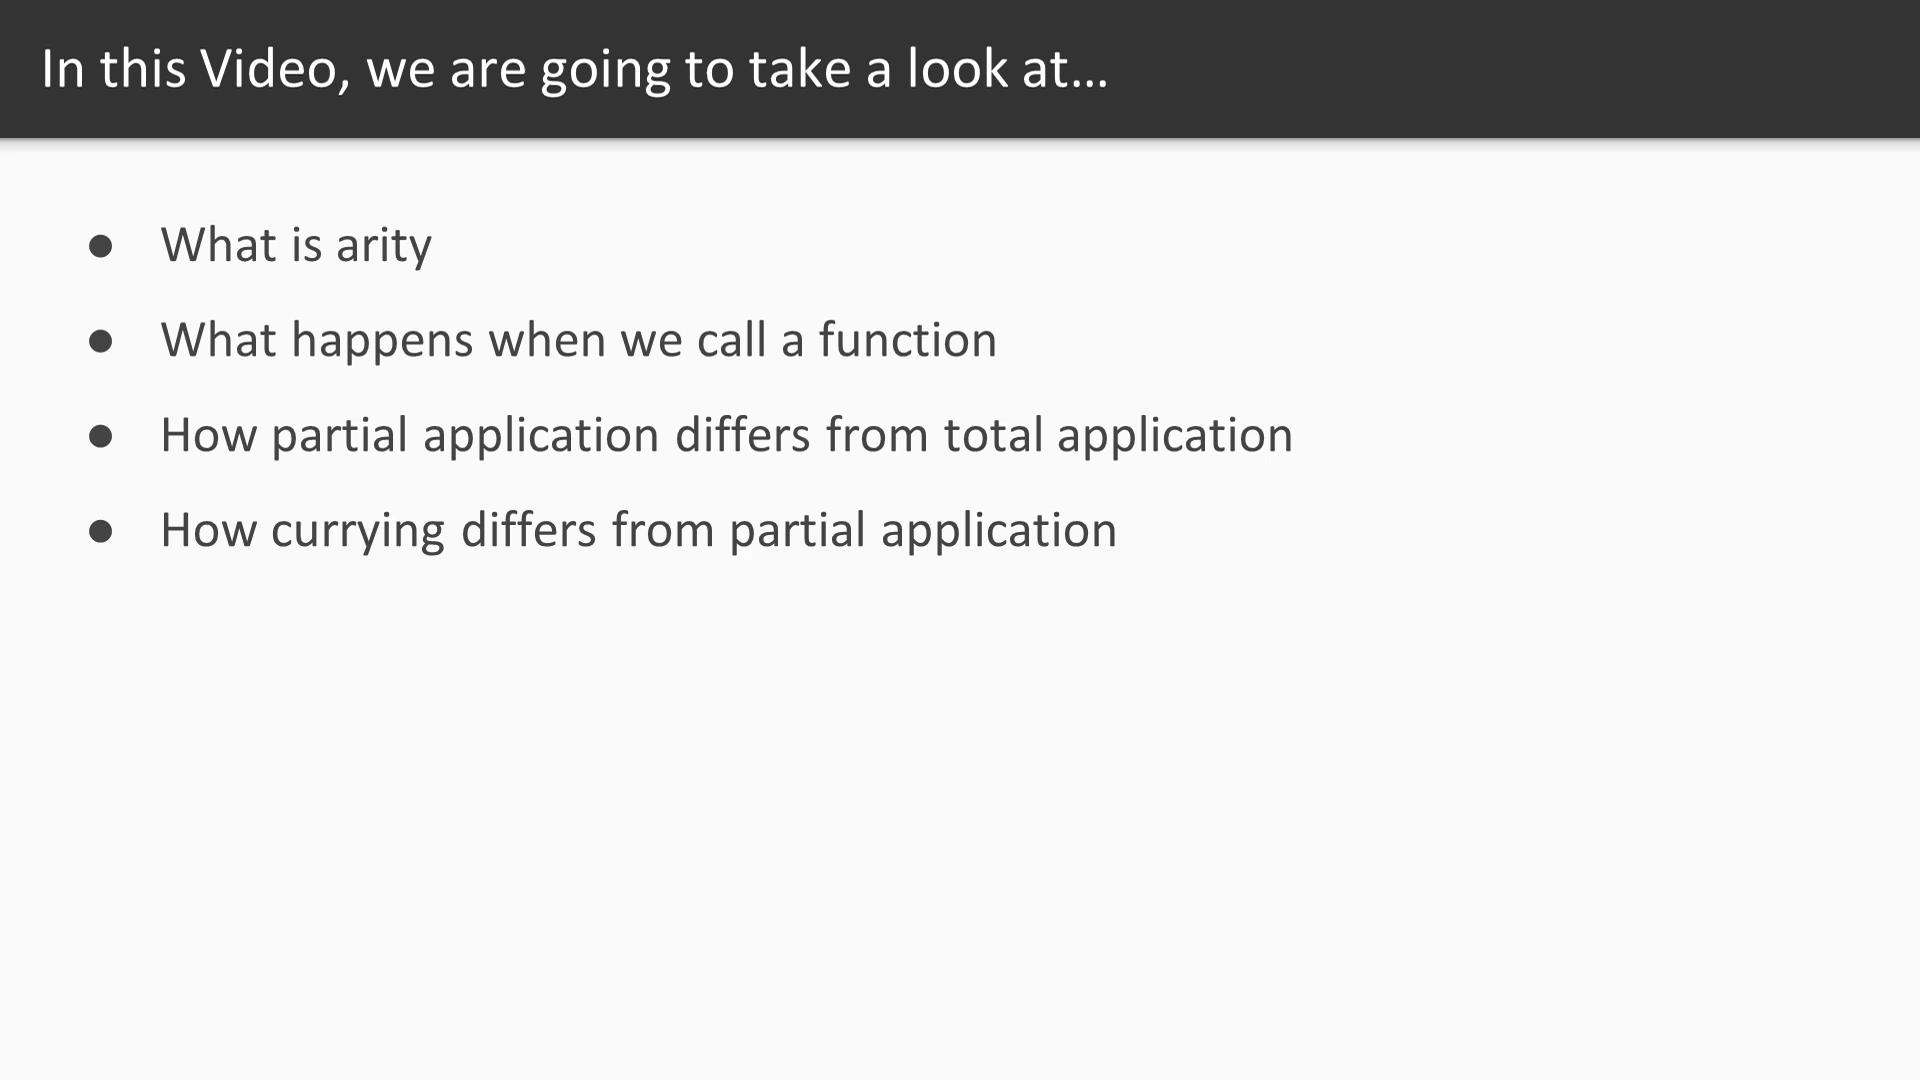 In this Video, we are going to take a look at...
● What is arity
● What happens when we call a function
● How partial application differs from total application
● How currying differs from partial application